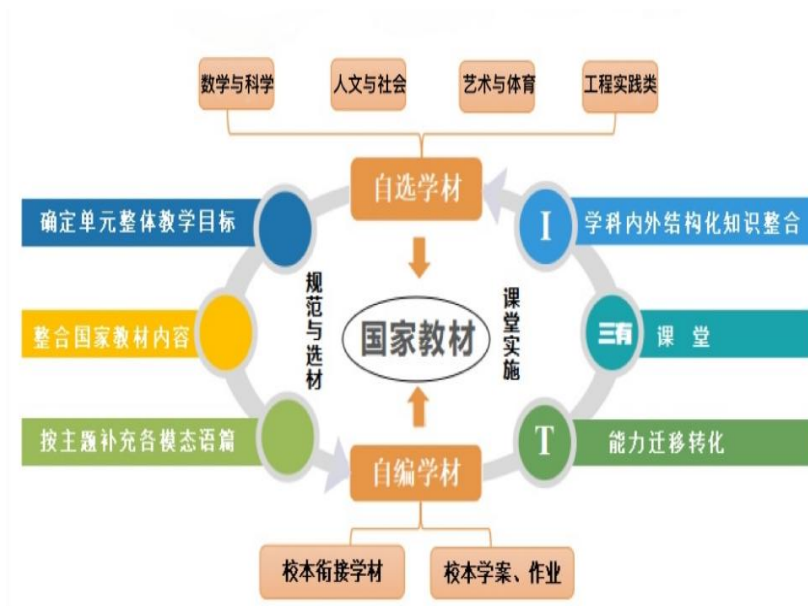 数学与科学
人文与社会
艺术与体育
工程实践类
自选学材
确定单元整体教学目标
I
学科内外结构化知识整合
规范与选材
国家教材
课堂实施
整合国家教材内容
三有
课 堂
按主题补充各模态语篇
T
能力迁移转化
自编学材
校本衔接学材
校本学案、作业